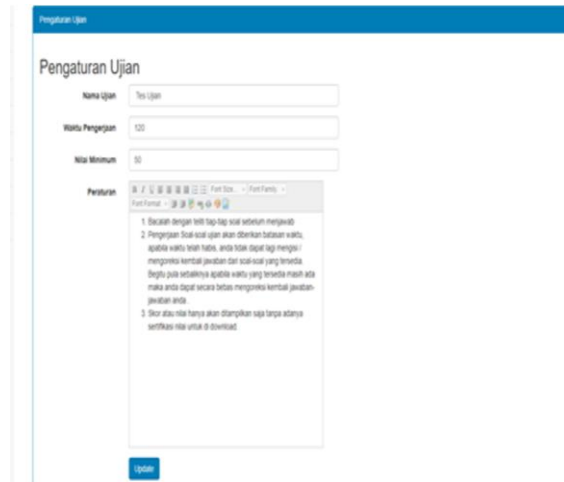 Pengaturan Ujian
Pengaturan Ujian
Nama Ujian Tes Ujian
Waktu Pengerjaan 120
Nilai Minimum 50
Peraturan B I U Font Size... Font Family
Font Format
1. Bacalah dengan teliti tiap-tiap soal sebelum menjawab
2. Pengerjaan Soal-soal ujian akan diberikan batasan waktu,
apabila waktu telah habis, anda tidak dapat lagi mengisi /
mengoreksi kembali jawaban dari soal-soal yang tersedia.
Begitu pula sebaliknya apabila waktu yang tersedia masih ada
maka anda dapat secara bebas mengoreksi kembali jawaban-
jawaban anda.
3. Skor atau nilai hanya akan ditampilkan saja tanpa adanya
sertifikasi nilai untuk di download.
Update